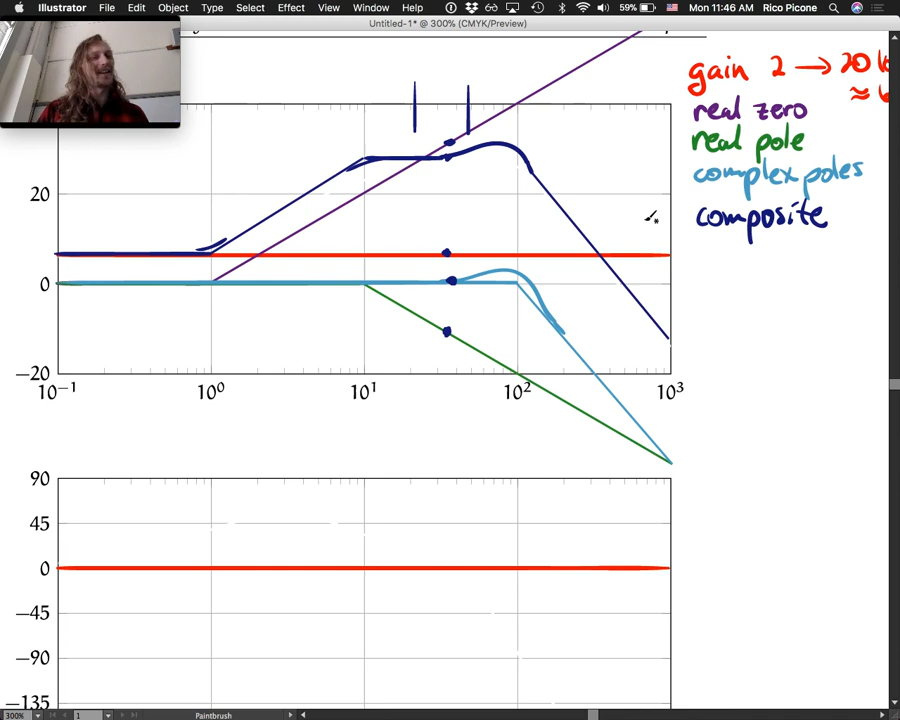 Illustrator File Edit Object Type Select Effect View Window Help 59% Mon 11:46 AM Rico Picone
Untitled-1* @ 300% (CMYK/Preview)
gain 2 → 20
≈
real zero
real pole
complex poles
composite
20
0
−20
10⁻¹ 10⁰ 10¹ 10² 10³
90
45
0
−45
−90
−135
300% 1 Paintbrush